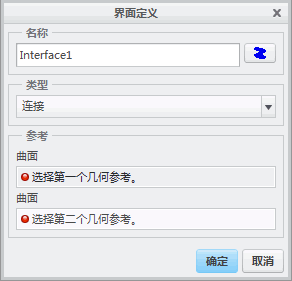 界面定义
名称
Interface1
类型
连接
参考
曲面
选择第一个几何参考。
曲面
选择第二个几何参考。
确定 取消